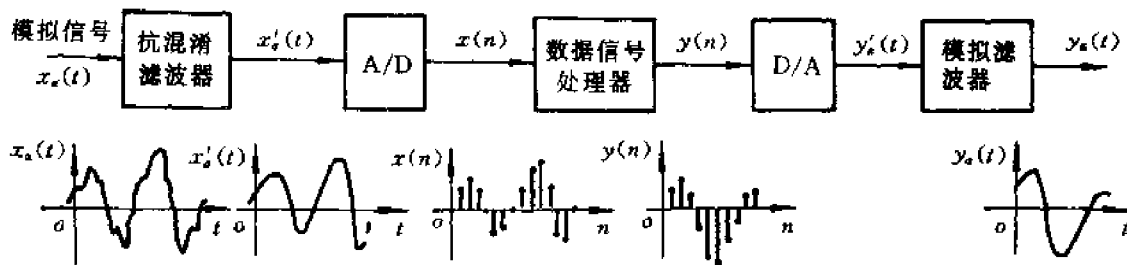 模拟信号
x_a(t)
抗混淆
滤波器
x'_a(t)
A/D
x(n)
数据信号
处理器
y(n)
D/A
y'_a(t)
模拟滤
波器
y_a(t)
x_a(t)
o
t
x'_a(t)
o
t
x(n)
o
n
y(n)
o
n
y_a(t)
o
t